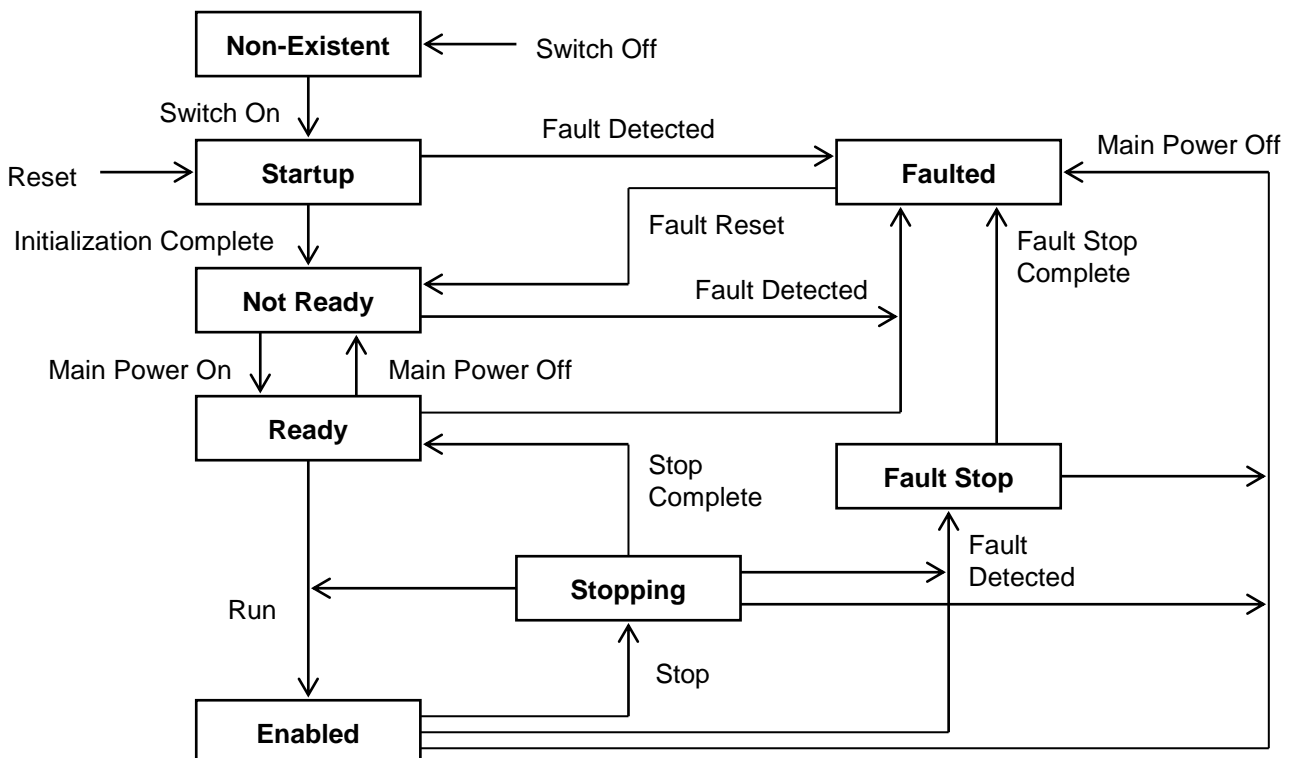 Non-Existent
Switch Off
Switch On
Fault Detected
Main Power Off
Reset
Startup
Faulted
Initialization Complete
Fault Reset
Fault Stop
Complete
Not Ready
Fault Detected
Main Power On
Main Power Off
Ready
Stop
Complete
Fault Stop
Fault
Detected
Stopping
Run
Stop
Enabled